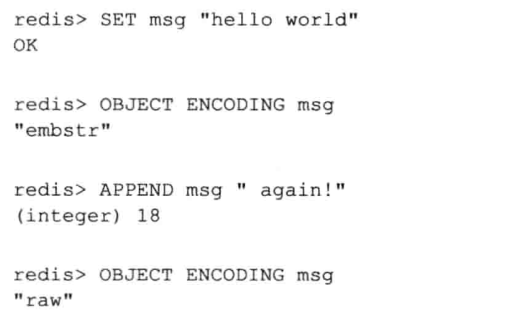 redis> SET msg "hello world"
OK
redis> OBJECT ENCODING msg
"embstr"
redis> APPEND msg " again!"
(integer) 18
redis> OBJECT ENCODING msg
"raw"